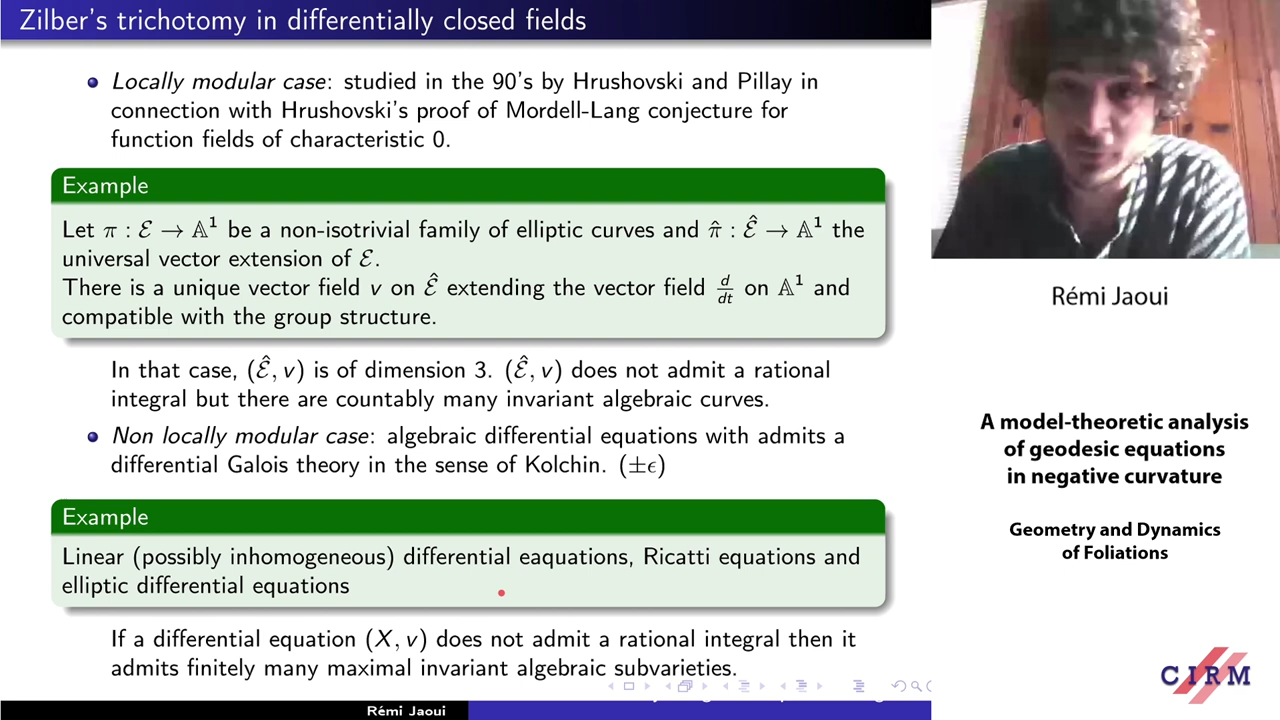 Zilber's trichotomy in differentially closed fields
Locally modular case: studied in the 90's by Hrushovski and Pillay in
connection with Hrushovski's proof of Mordell-Lang conjecture for
function fields of characteristic 0.
Example
Let π : ℰ → 𝔸¹ be a non-isotrivial family of elliptic curves and π̂ : ℰ̂ → 𝔸¹ the
universal vector extension of ℰ.
There is a unique vector field v on ℰ̂ extending the vector field d/dt on 𝔸¹ and
compatible with the group structure.
In that case, (ℰ̂, v) is of dimension 3. (ℰ̂, v) does not admit a rational
integral but there are countably many invariant algebraic curves.
Non locally modular case: algebraic differential equations with admits a
differential Galois theory in the sense of Kolchin. (±ϵ)
Example
Linear (possibly inhomogeneous) differential eaquations, Ricatti equations and
elliptic differential equations
If a differential equation (X, v) does not admit a rational integral then it
admits finitely many maximal invariant algebraic subvarieties.
Rémi Jaoui
Rémi Jaoui
A model-theoretic analysis
of geodesic equations
in negative curvature
Geometry and Dynamics
of Foliations
CIRM